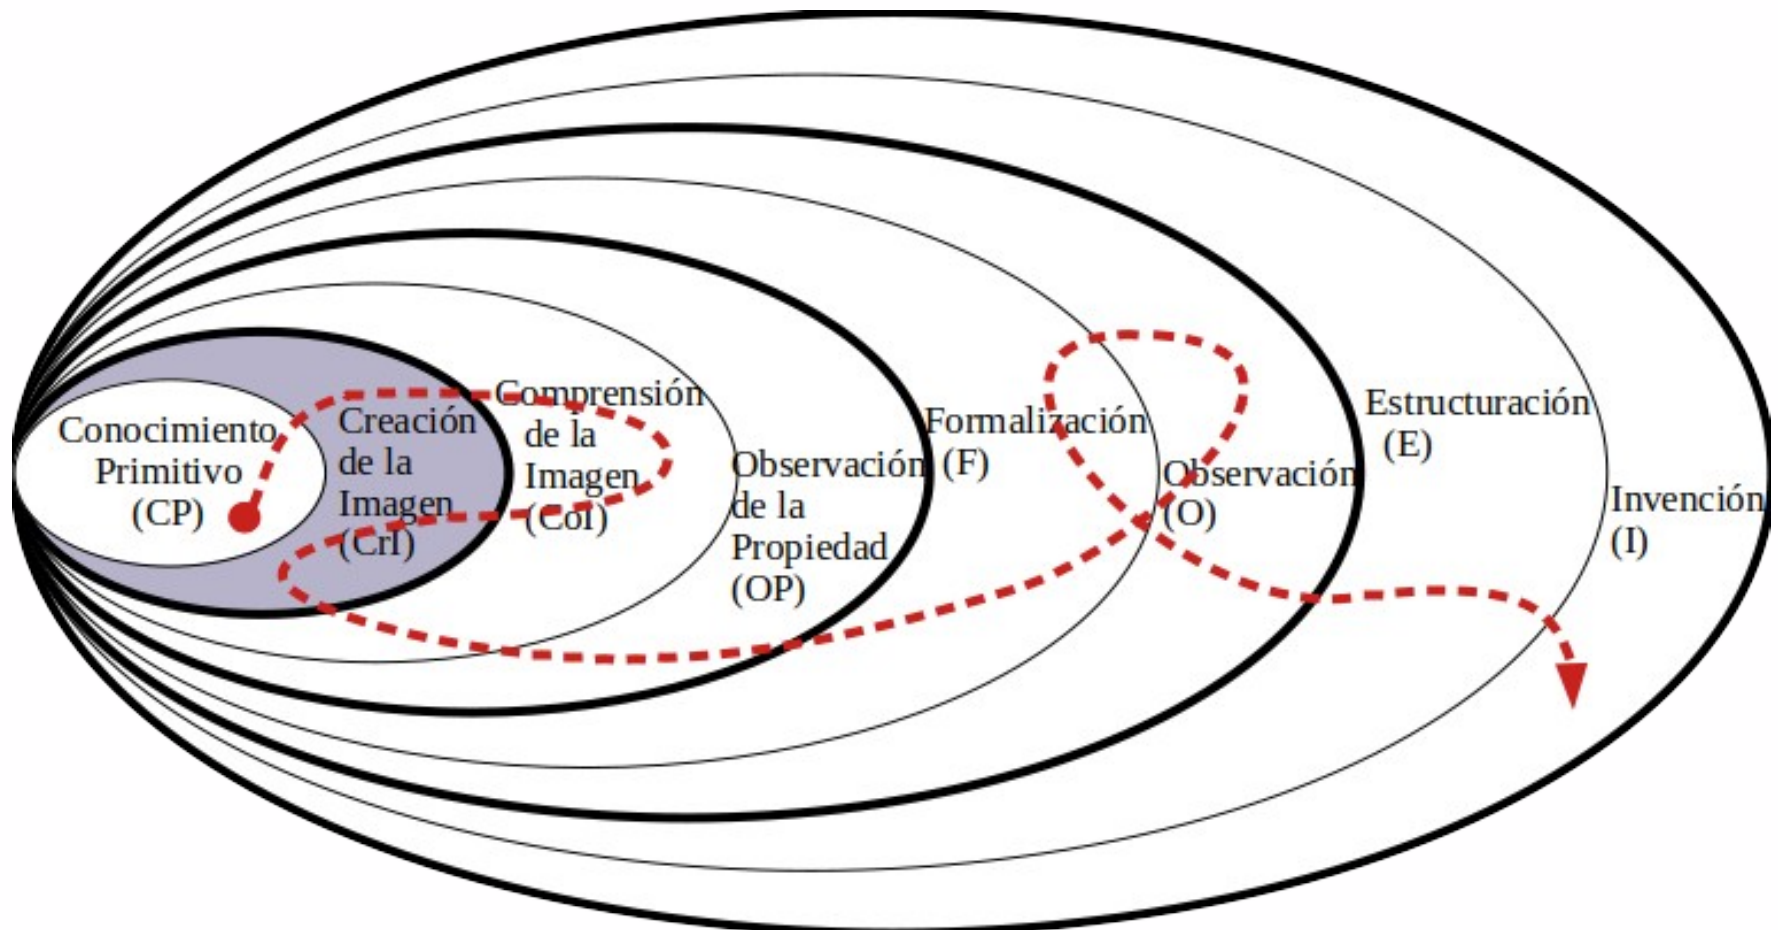 Conocimiento
Primitivo
(CP)
Creación
de la
Imagen
(CrI)
Comprensión
de la
Imagen
(CoI)
Observación
de la
Propiedad
(OP)
Formalización
(F)
Observación
(O)
Estructuración
(E)
Invención
(I)